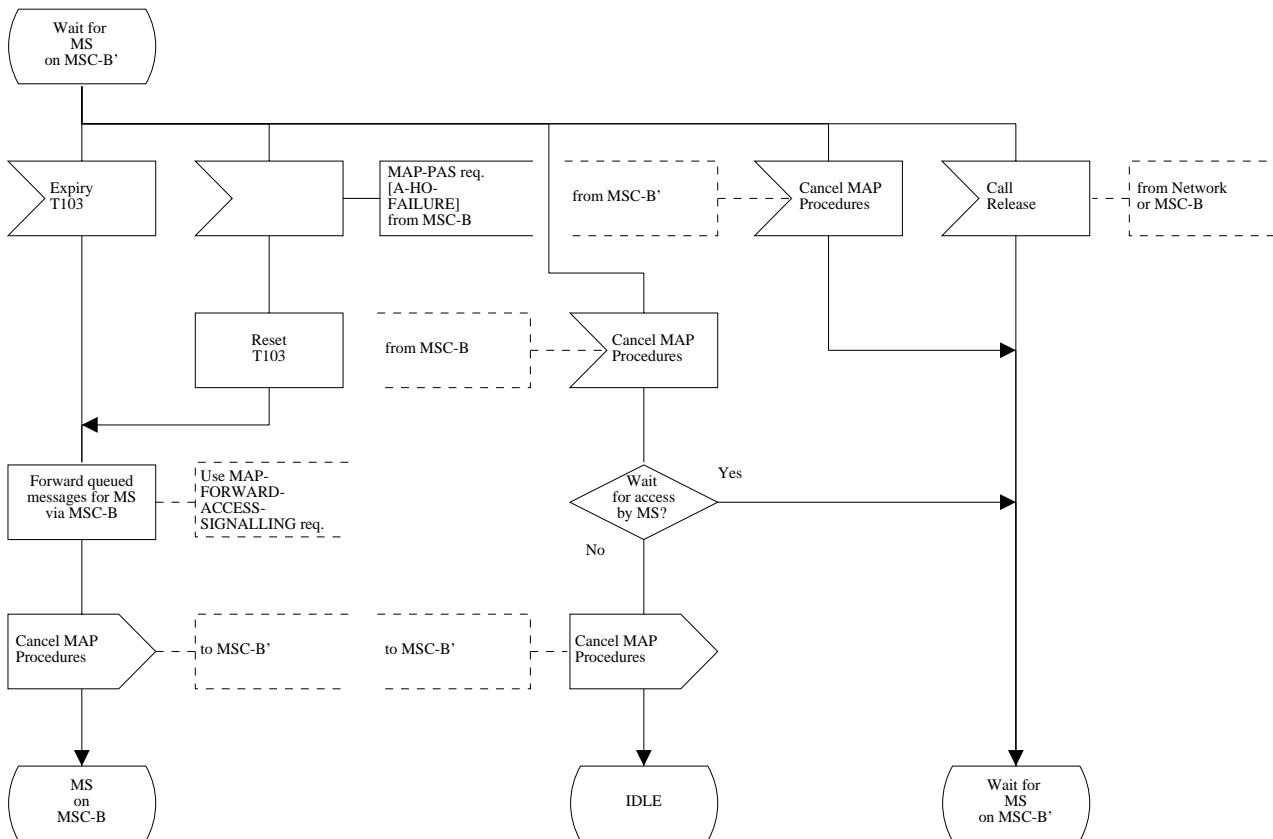 Wait for
MS
on MSC-B’
Expiry
T103
MAP-PAS req.
[A-HO-
FAILURE]
from MSC-B
from MSC-B’
Cancel MAP
Procedures
Call
Release
from Network
or MSC-B
Reset
T103
from MSC-B
Cancel MAP
Procedures
Forward queued
messages for MS
via MSC-B
Use MAP-
FORWARD-
ACCESS-
SIGNALLING req.
Wait
for access
by MS?
Yes
No
Cancel MAP
Procedures
to MSC-B’
to MSC-B’
Cancel MAP
Procedures
MS
on
MSC-B
IDLE
Wait for
MS
on MSC-B’